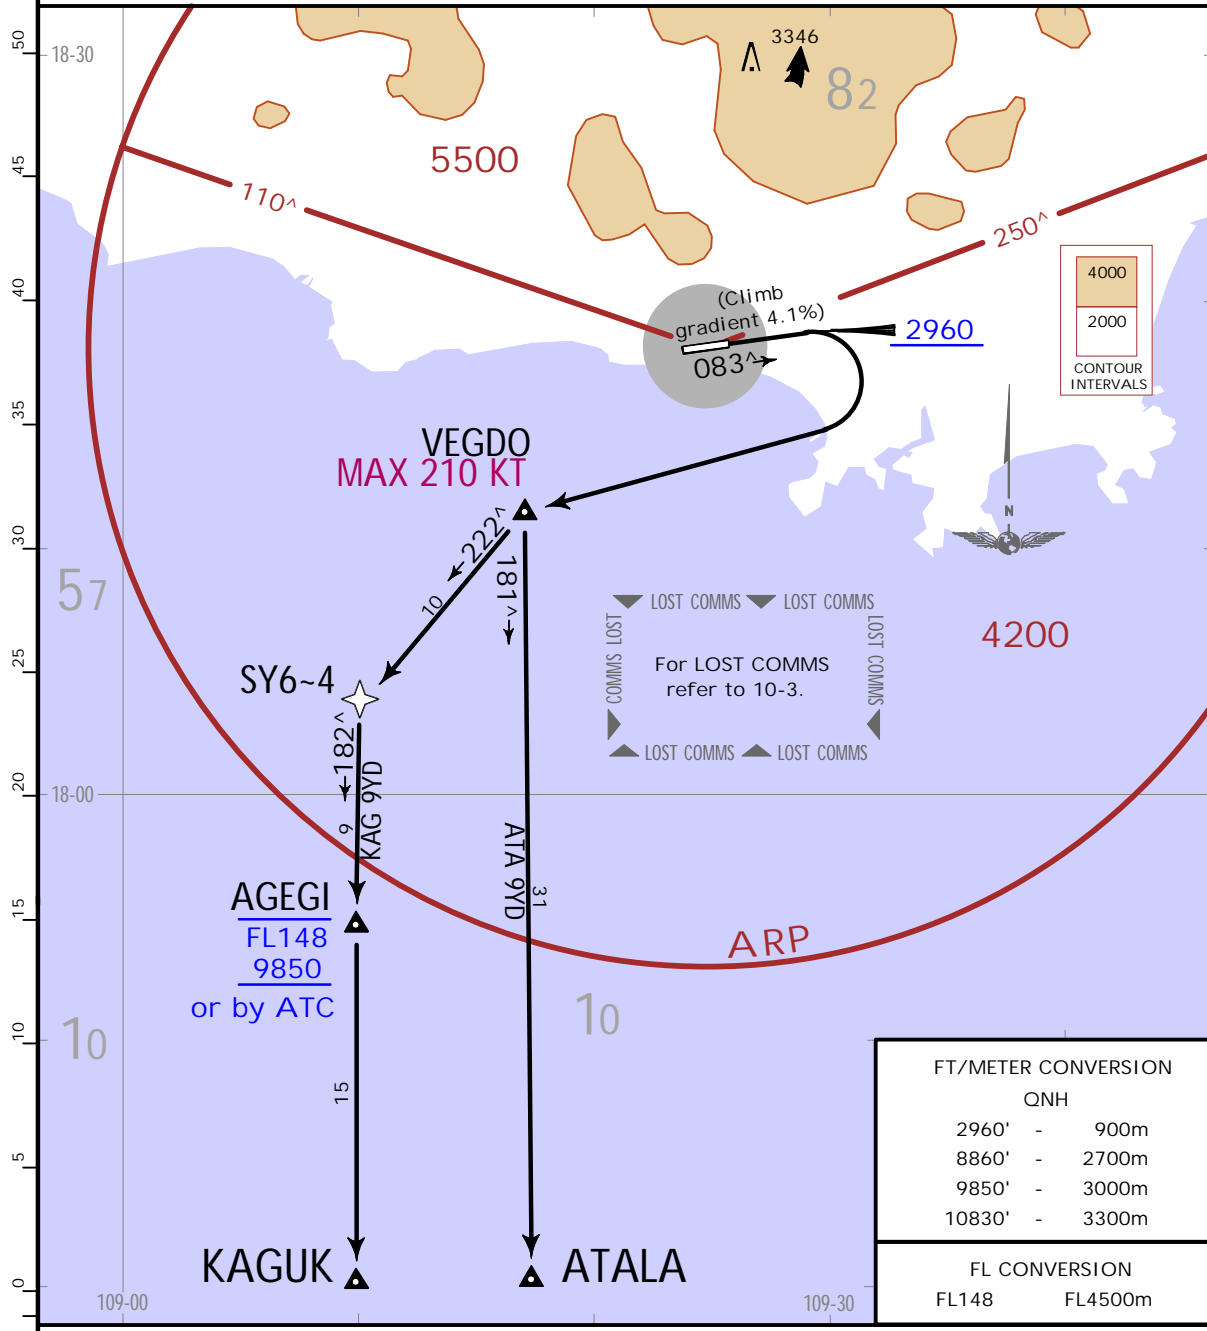 50
18-30
3346
82
5500
45
110^
250^
4000
2000
CONTOUR
INTERVALS
40
(Climb
gradient 4.1%)
2960
083^
35
VEGDO
MAX 210 KT
N
30
222^
181^
10
57
LOST COMMS
LOST COMMS
COMMS LOST
LOST COMMS
For LOST COMMS
refer to 10-3.
LOST COMMS
LOST COMMS
4200
25
SY6~4
182^
KAG 9YD
9
20
18-00
ATA 9YD
31
15
AGEGI
FL148
9850
or by ATC
ARP
10
10
10
15
5
0
KAGUK
ATALA
109-00
109-30
FT/METER CONVERSION
QNH
2960' - 900m
8860' - 2700m
9850' - 3000m
10830' - 3300m
FL CONVERSION
FL148 FL4500m